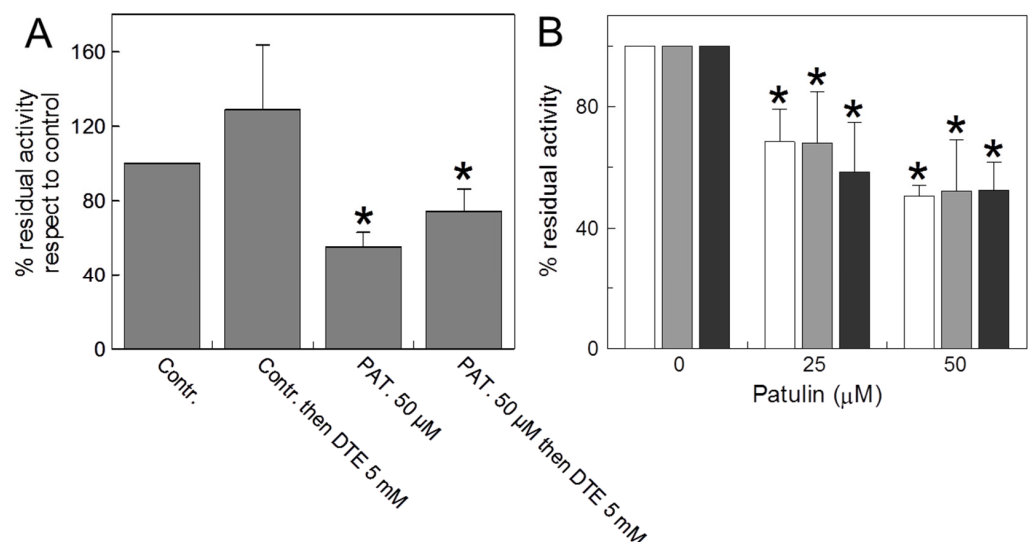 A
% residual activity
respect to control
160
120
80
40
0
Contr.
Contr. then DTE 5 mM
PAT. 50 µM
PAT. 50 µM then DTE 5 mM
*
*
B
% residual activity
80
40
0
*
*
*
*
*
*
0
25
50
Patulin (µM)